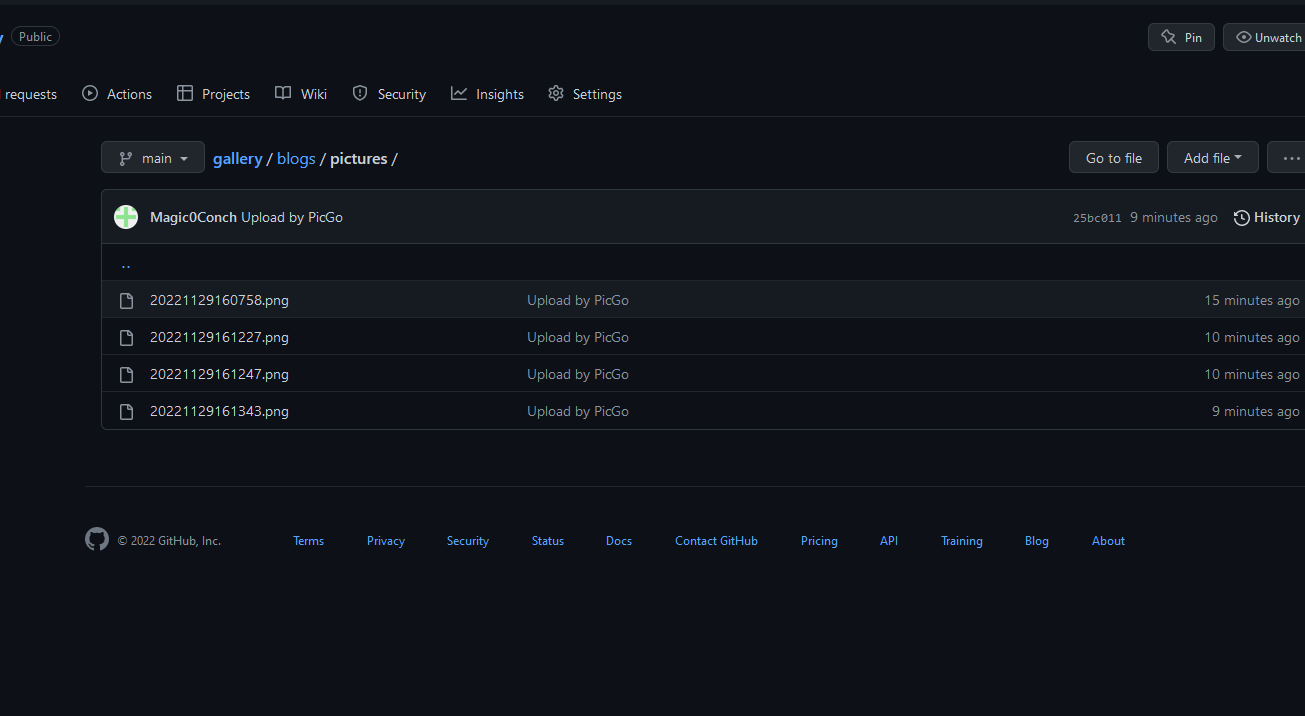 y Public Pin Unwatch
requests Actions Projects Wiki Security Insights Settings
main gallery / blogs / pictures / Go to file Add file ...
Magic0Conch Upload by PicGo 25bc011 9 minutes ago History
..
20221129160758.png Upload by PicGo 15 minutes ago
20221129161227.png Upload by PicGo 10 minutes ago
20221129161247.png Upload by PicGo 10 minutes ago
20221129161343.png Upload by PicGo 9 minutes ago
© 2022 GitHub, Inc. Terms Privacy Security Status Docs Contact GitHub Pricing API Training Blog About